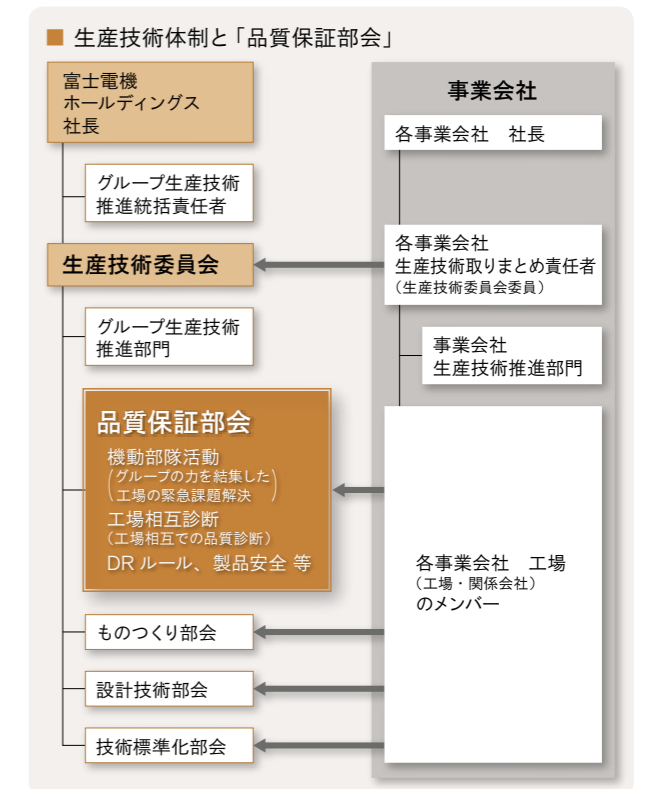 ■ 生産技術体制と「品質保証部会」
富士電機
ホールディングス
社長
グループ生産技術
推進統括責任者
生産技術委員会
グループ生産技術
推進部門
品質保証部会
機動部隊活動
(グループの力を結集した
工場の緊急課題解決)
工場相互診断
(工場相互での品質診断)
DR ルール、製品安全 等
ものつくり部会
設計技術部会
技術標準化部会
事業会社
各事業会社　社長
各事業会社
生産技術取りまとめ責任者
(生産技術委員会委員)
事業会社
生産技術推進部門
各事業会社　工場
(工場・関係会社)
のメンバー